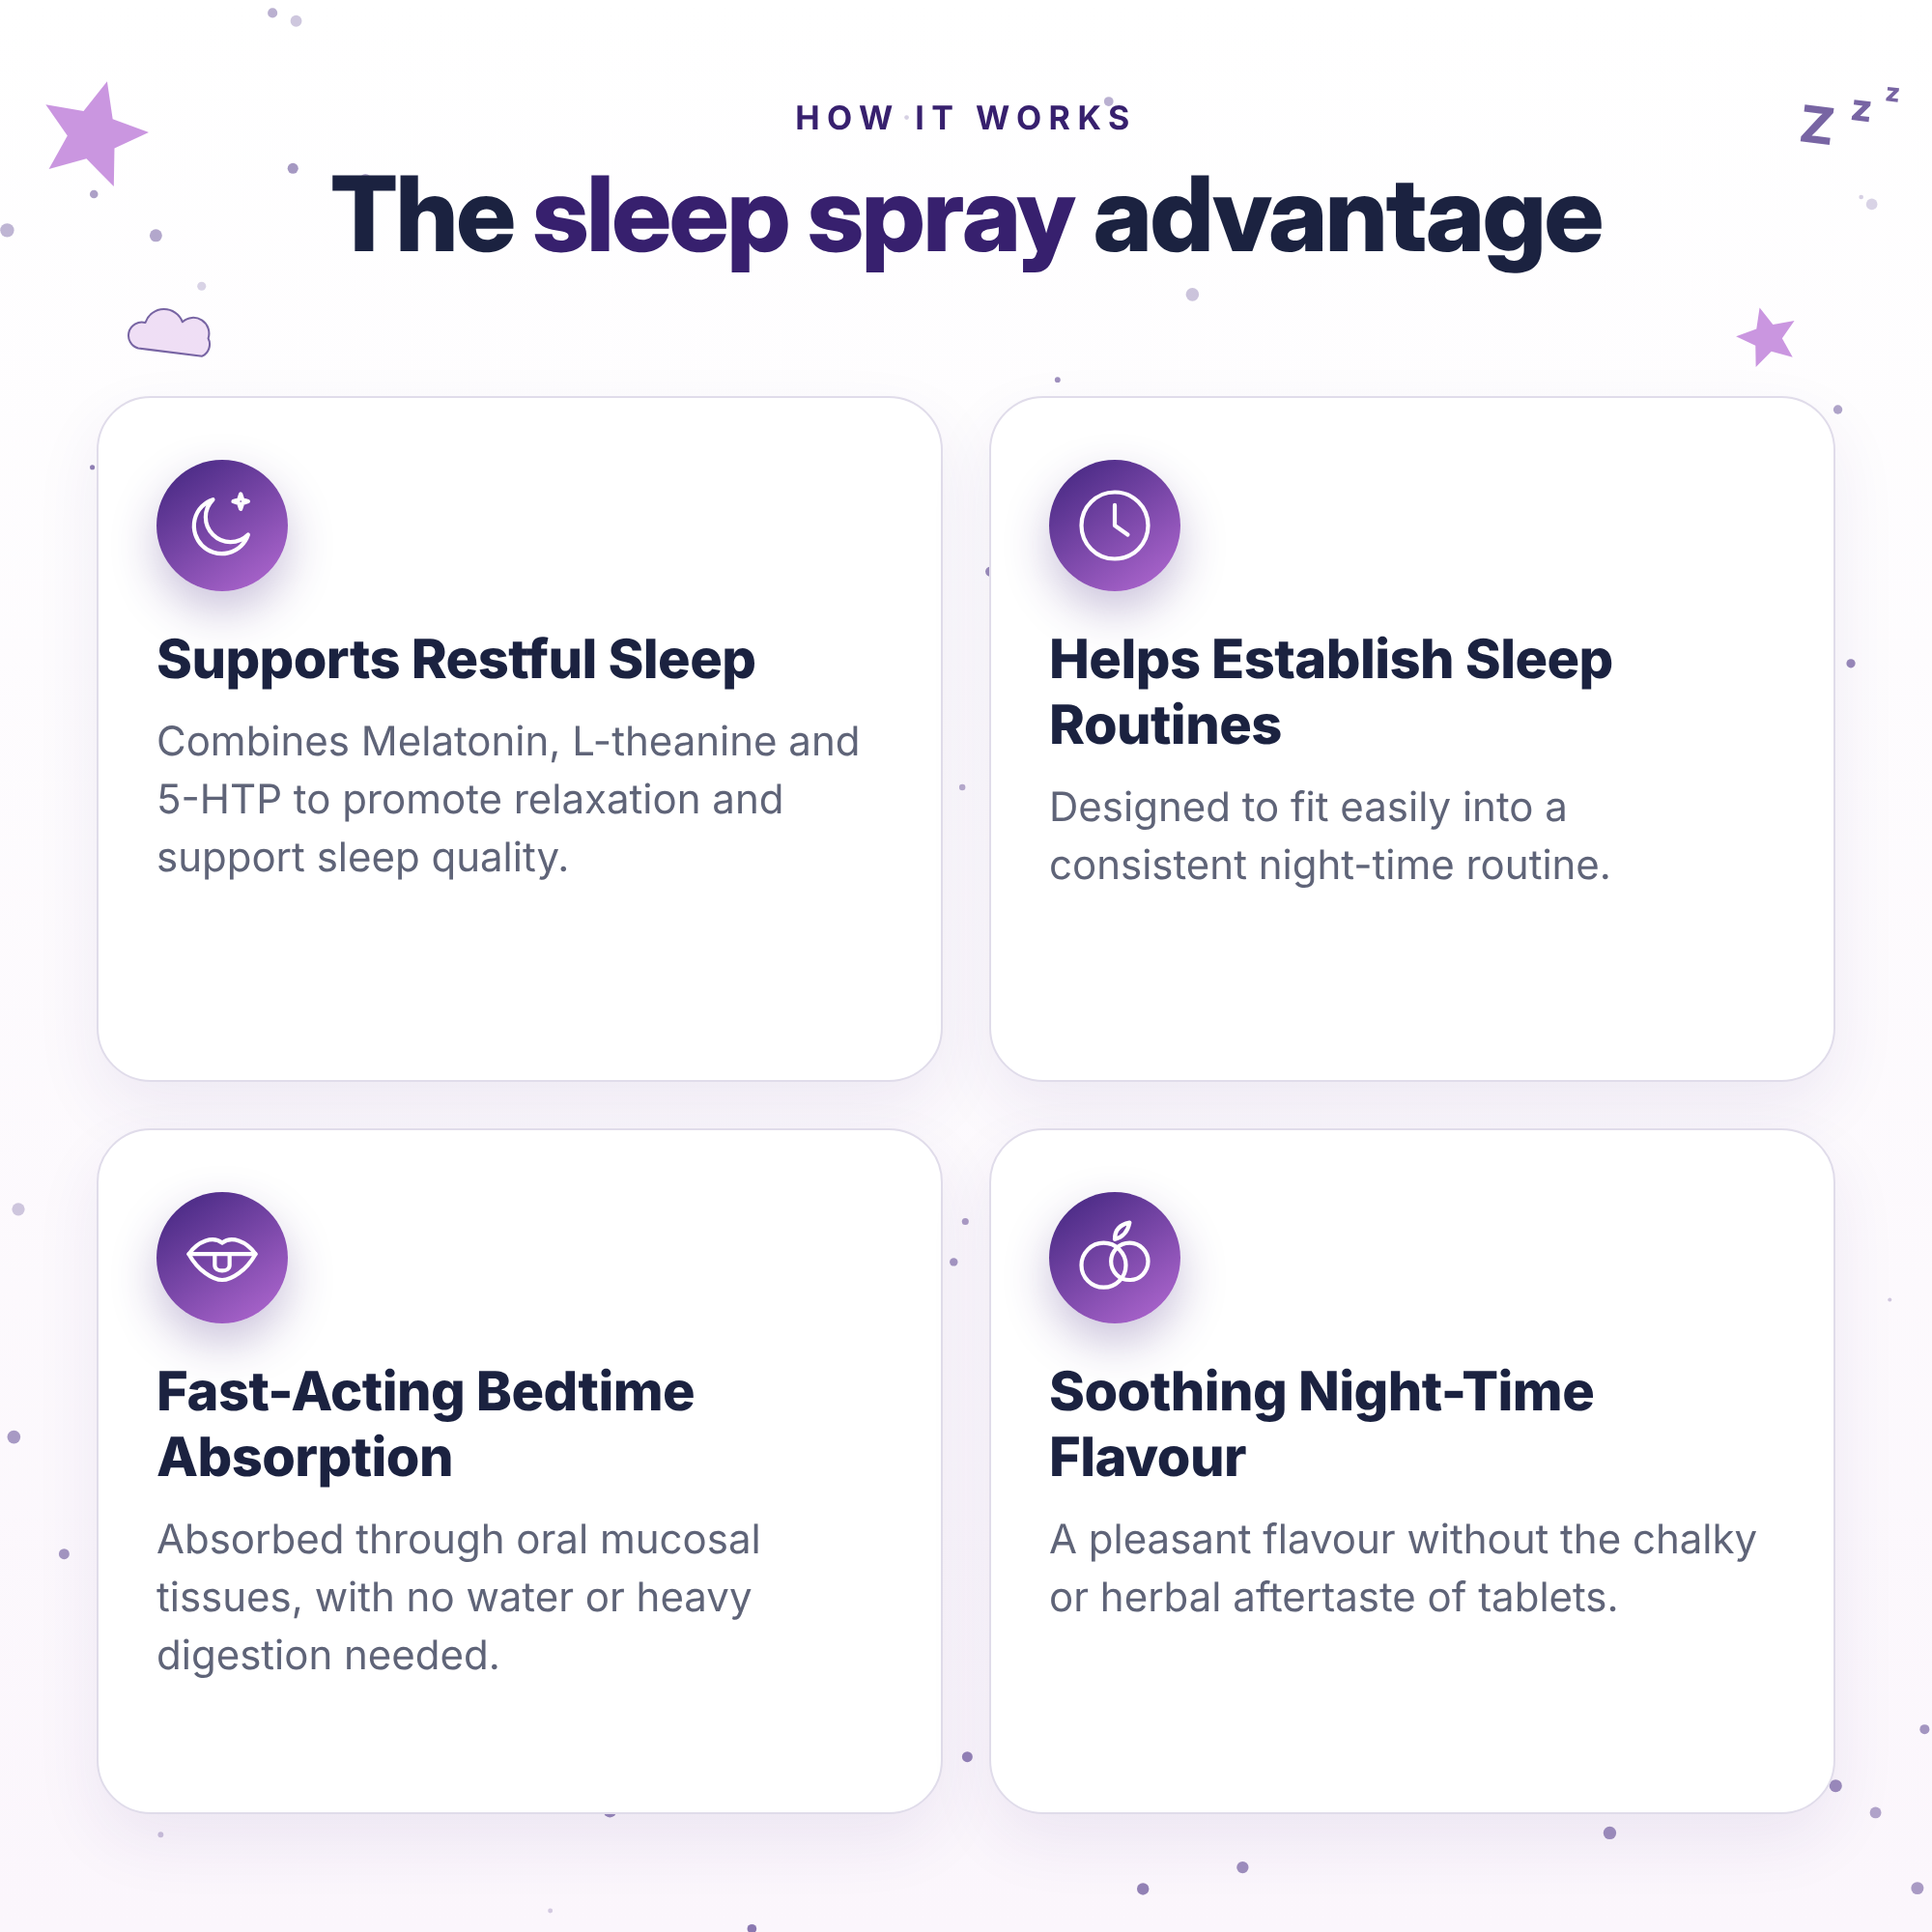 HOW IT WORKS
z z z
The sleep spray advantage
Supports Restful Sleep
Combines Melatonin, L-theanine and
5-HTP to promote relaxation and
support sleep quality.
Helps Establish Sleep
Routines
Designed to fit easily into a
consistent night-time routine.
Fast-Acting Bedtime
Absorption
Absorbed through oral mucosal
tissues, with no water or heavy
digestion needed.
Soothing Night-Time
Flavour
A pleasant flavour without the chalky
or herbal aftertaste of tablets.